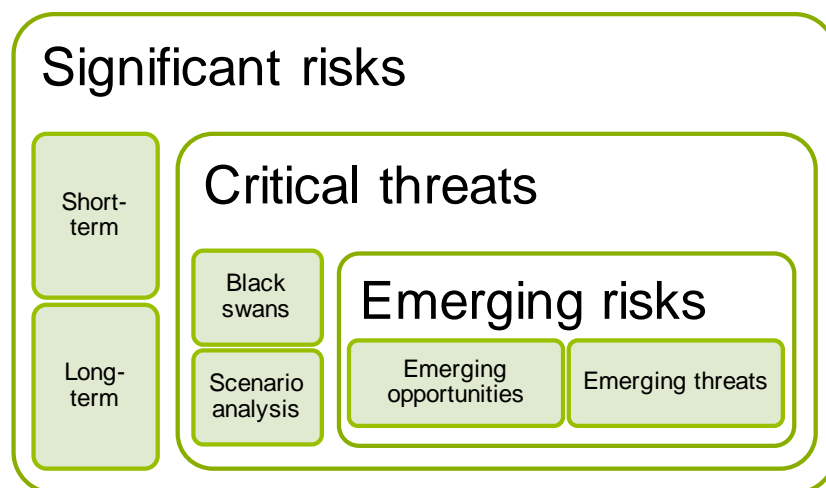 Significant risks
Short-
term
Long-
term
Critical threats
Black
swans
Scenario
analysis
Emerging risks
Emerging
opportunities
Emerging threats